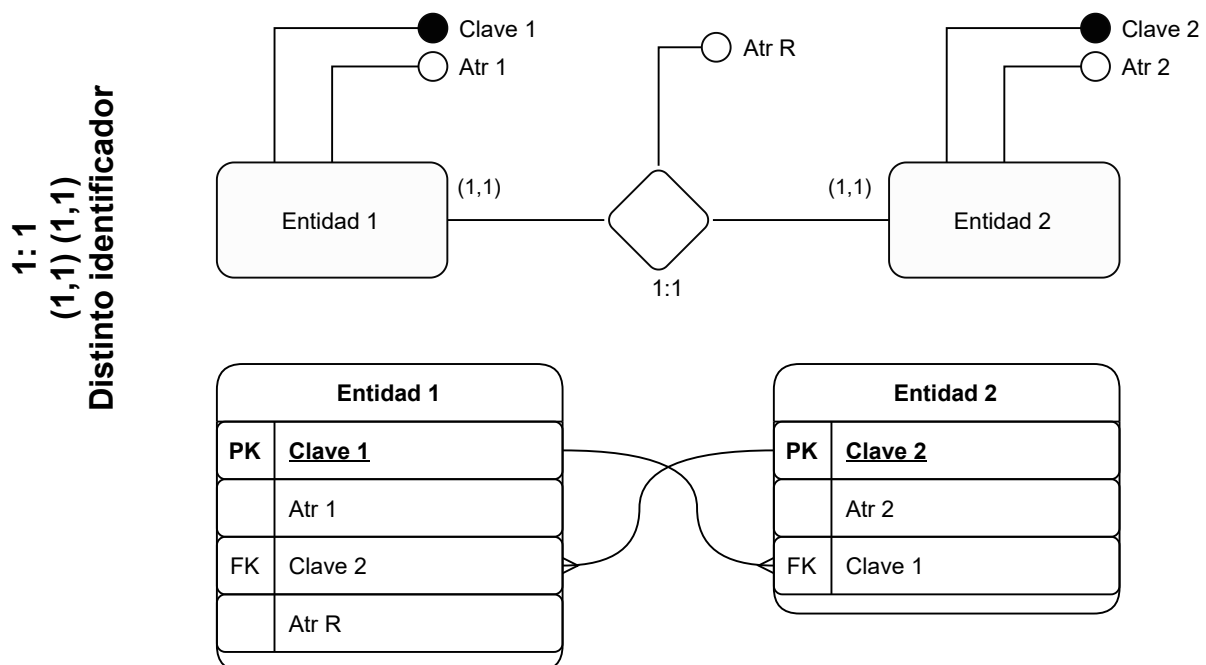 1: 1
(1,1) (1,1)
Distinto identificador
Clave 1
Atr 1
Atr R
Clave 2
Atr 2
Entidad 1
(1,1)
(1,1)
Entidad 2
1:1
Entidad 1
PK Clave 1
Atr 1
FK Clave 2
Atr R
Entidad 2
PK Clave 2
Atr 2
FK Clave 1